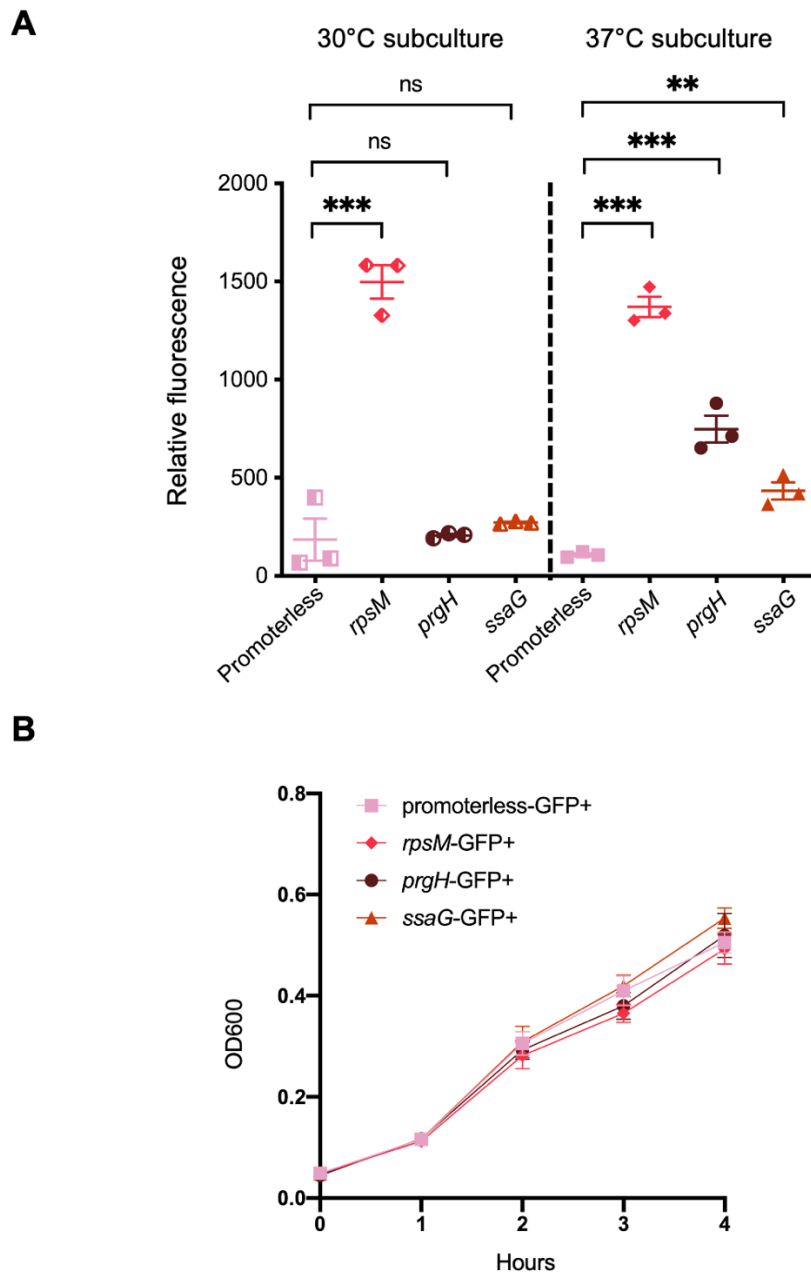 A
30°C subculture
37°C subculture
ns
**
ns
***
***
***
2000
1500
1000
500
0
Relative fluorescence
Promoterless
rpsM
prgH
ssaG
Promoterless
rpsM
prgH
ssaG
B
0.8
0.6
0.4
0.2
0.0
OD600
promoterless-GFP+
rpsM-GFP+
prgH-GFP+
ssaG-GFP+
0
1
2
3
4
Hours